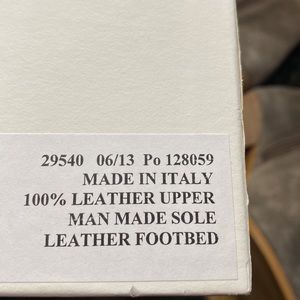 29540 06/13 Po 128059
MADE IN ITALY
100% LEATHER UPPER
MAN MADE SOLE
LEATHER FOOTBED